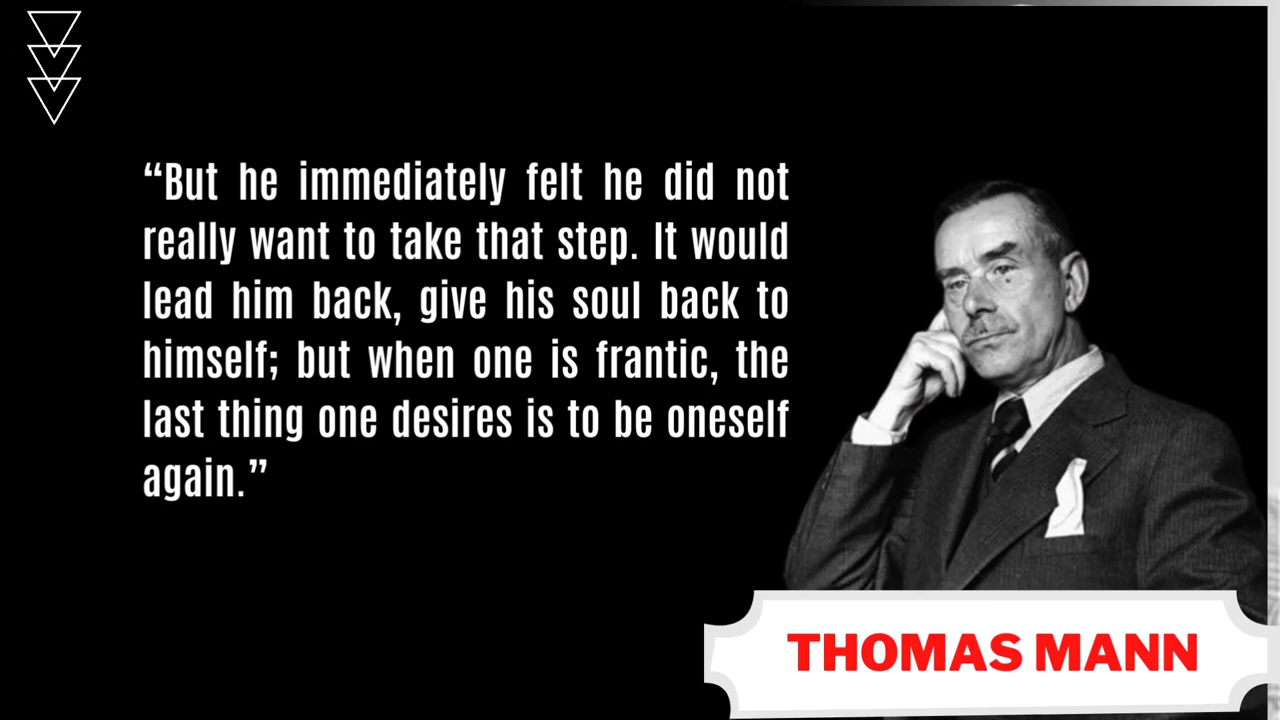 “But he immediately felt he did not
really want to take that step. It would
lead him back, give his soul back to
himself; but when one is frantic, the
last thing one desires is to be oneself
again.”
THOMAS MANN